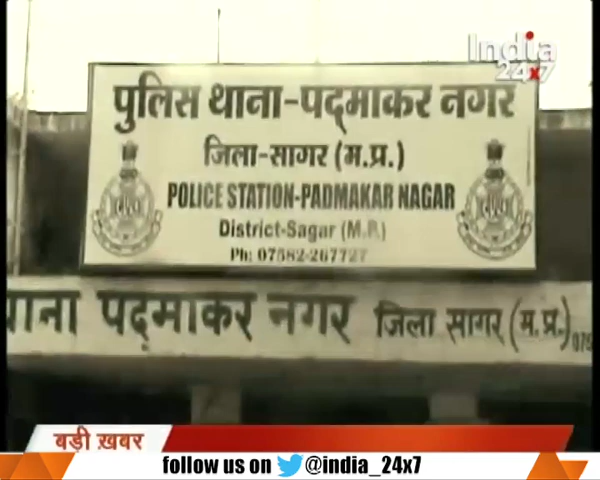 India
24x7
पुलिस थाना-पद्माकर नगर
जिला-सागर (म.प्र.)
POLICE STATION-PADMAKAR NAGAR
District-Sagar (M.P.)
Ph: 07582-267727
थाना पद्माकर नगर जिला सागर (म.प्र.)
बड़ी ख़बर
follow us on @india_24x7